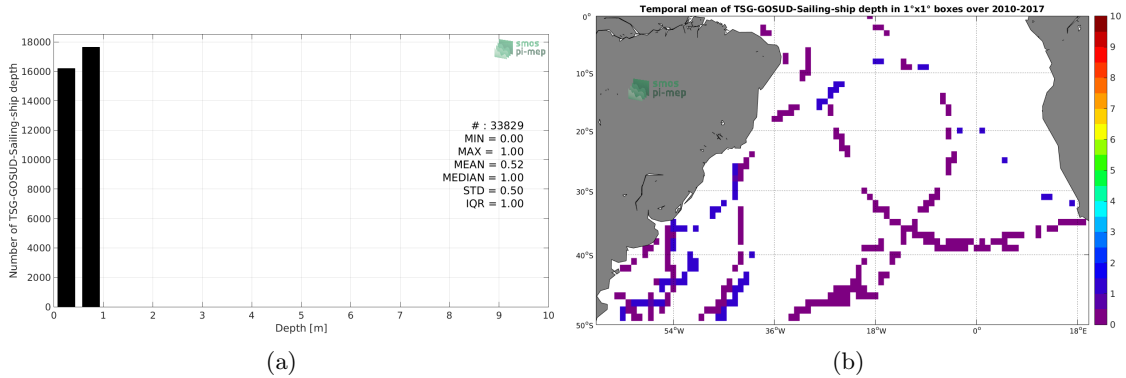 18000
16000
14000
12000
10000
8000
6000
4000
2000
0
Number of TSG-GOSUD-Sailing-ship depth
smos
pi-mep
# : 33829
MIN = 0.00
MAX = 1.00
MEAN = 0.52
MEDIAN = 1.00
STD = 0.50
IQR = 1.00
0 1 2 3 4 5 6 7 8 9 10
Depth [m]
(a)
Temporal mean of TSG-GOSUD-Sailing-ship depth in 1°x1° boxes over 2010-2017
0°
10°S
20°S
30°S
40°S
50°S
smos
pi-mep
54°W 36°W 18°W 0° 18°E
10
9
8
7
6
5
4
3
2
1
0
(b)